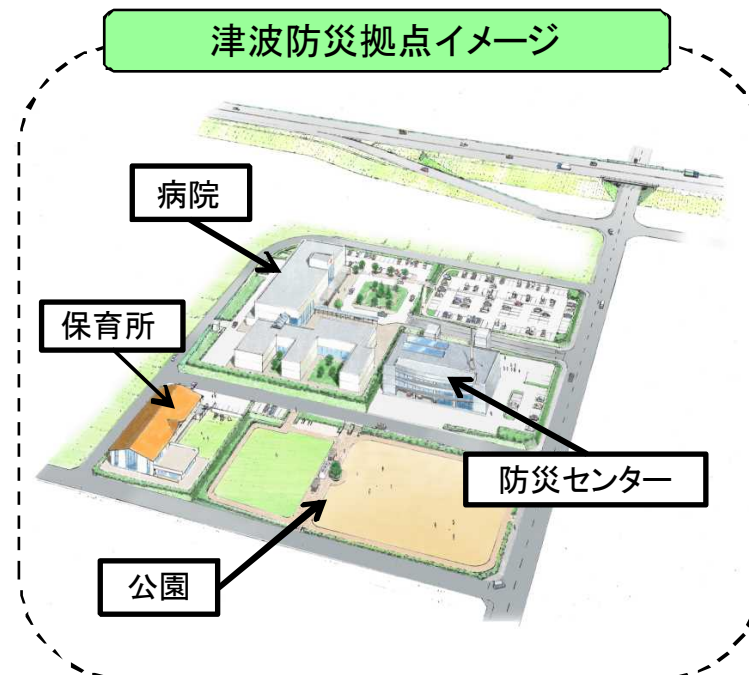 津波防災拠点イメージ
病院
保育所
防災センター
公園